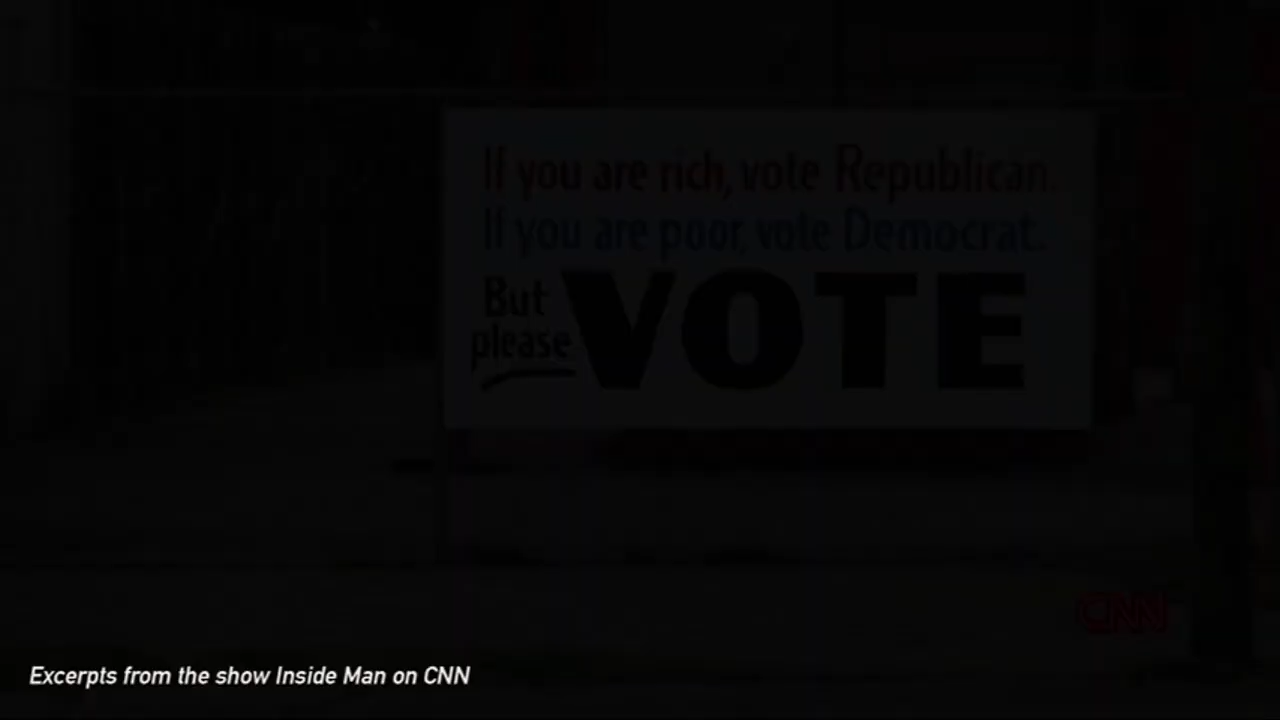 If you are rich, vote Republican.
If you are poor, vote Democrat.
But
please VOTE
CNN
Excerpts from the show Inside Man on CNN